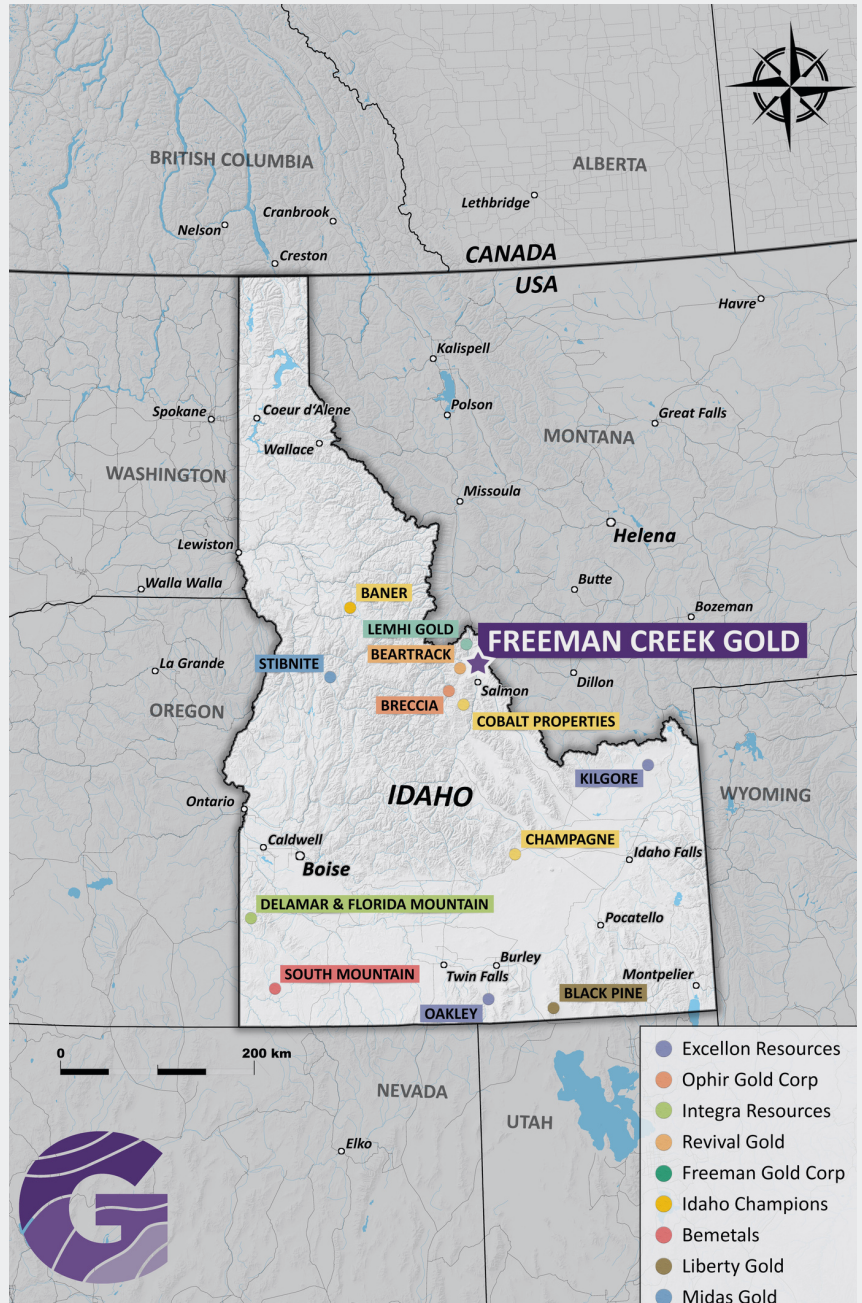 BRITISH COLUMBIA
ALBERTA
Lethbridge
Cranbrook
Nelson
Creston
CANADA
USA
Havre
Kalispell
Spokane
Coeur d'Alene
Polson
Great Falls
Wallace
MONTANA
WASHINGTON
Missoula
Helena
Lewiston
Walla Walla
Butte
BANER
Bozeman
LEMHI GOLD
FREEMAN CREEK GOLD
BEARTRACK
La Grande
STIBNITE
Salmon
Dillon
OREGON
BRECCIA
COBALT PROPERTIES
KILGORE
IDAHO
WYOMING
Ontario
Caldwell
CHAMPAGNE
Idaho Falls
Boise
DELAMAR & FLORIDA MOUNTAIN
Pocatello
Burley
SOUTH MOUNTAIN
Twin Falls
Montpelier
BLACK PINE
OAKLEY
0 200 km
NEVADA
UTAH
Elko
G
Excellon Resources
Ophir Gold Corp
Integra Resources
Revival Gold
Freeman Gold Corp
Idaho Champions
Bemetals
Liberty Gold
Midas Gold